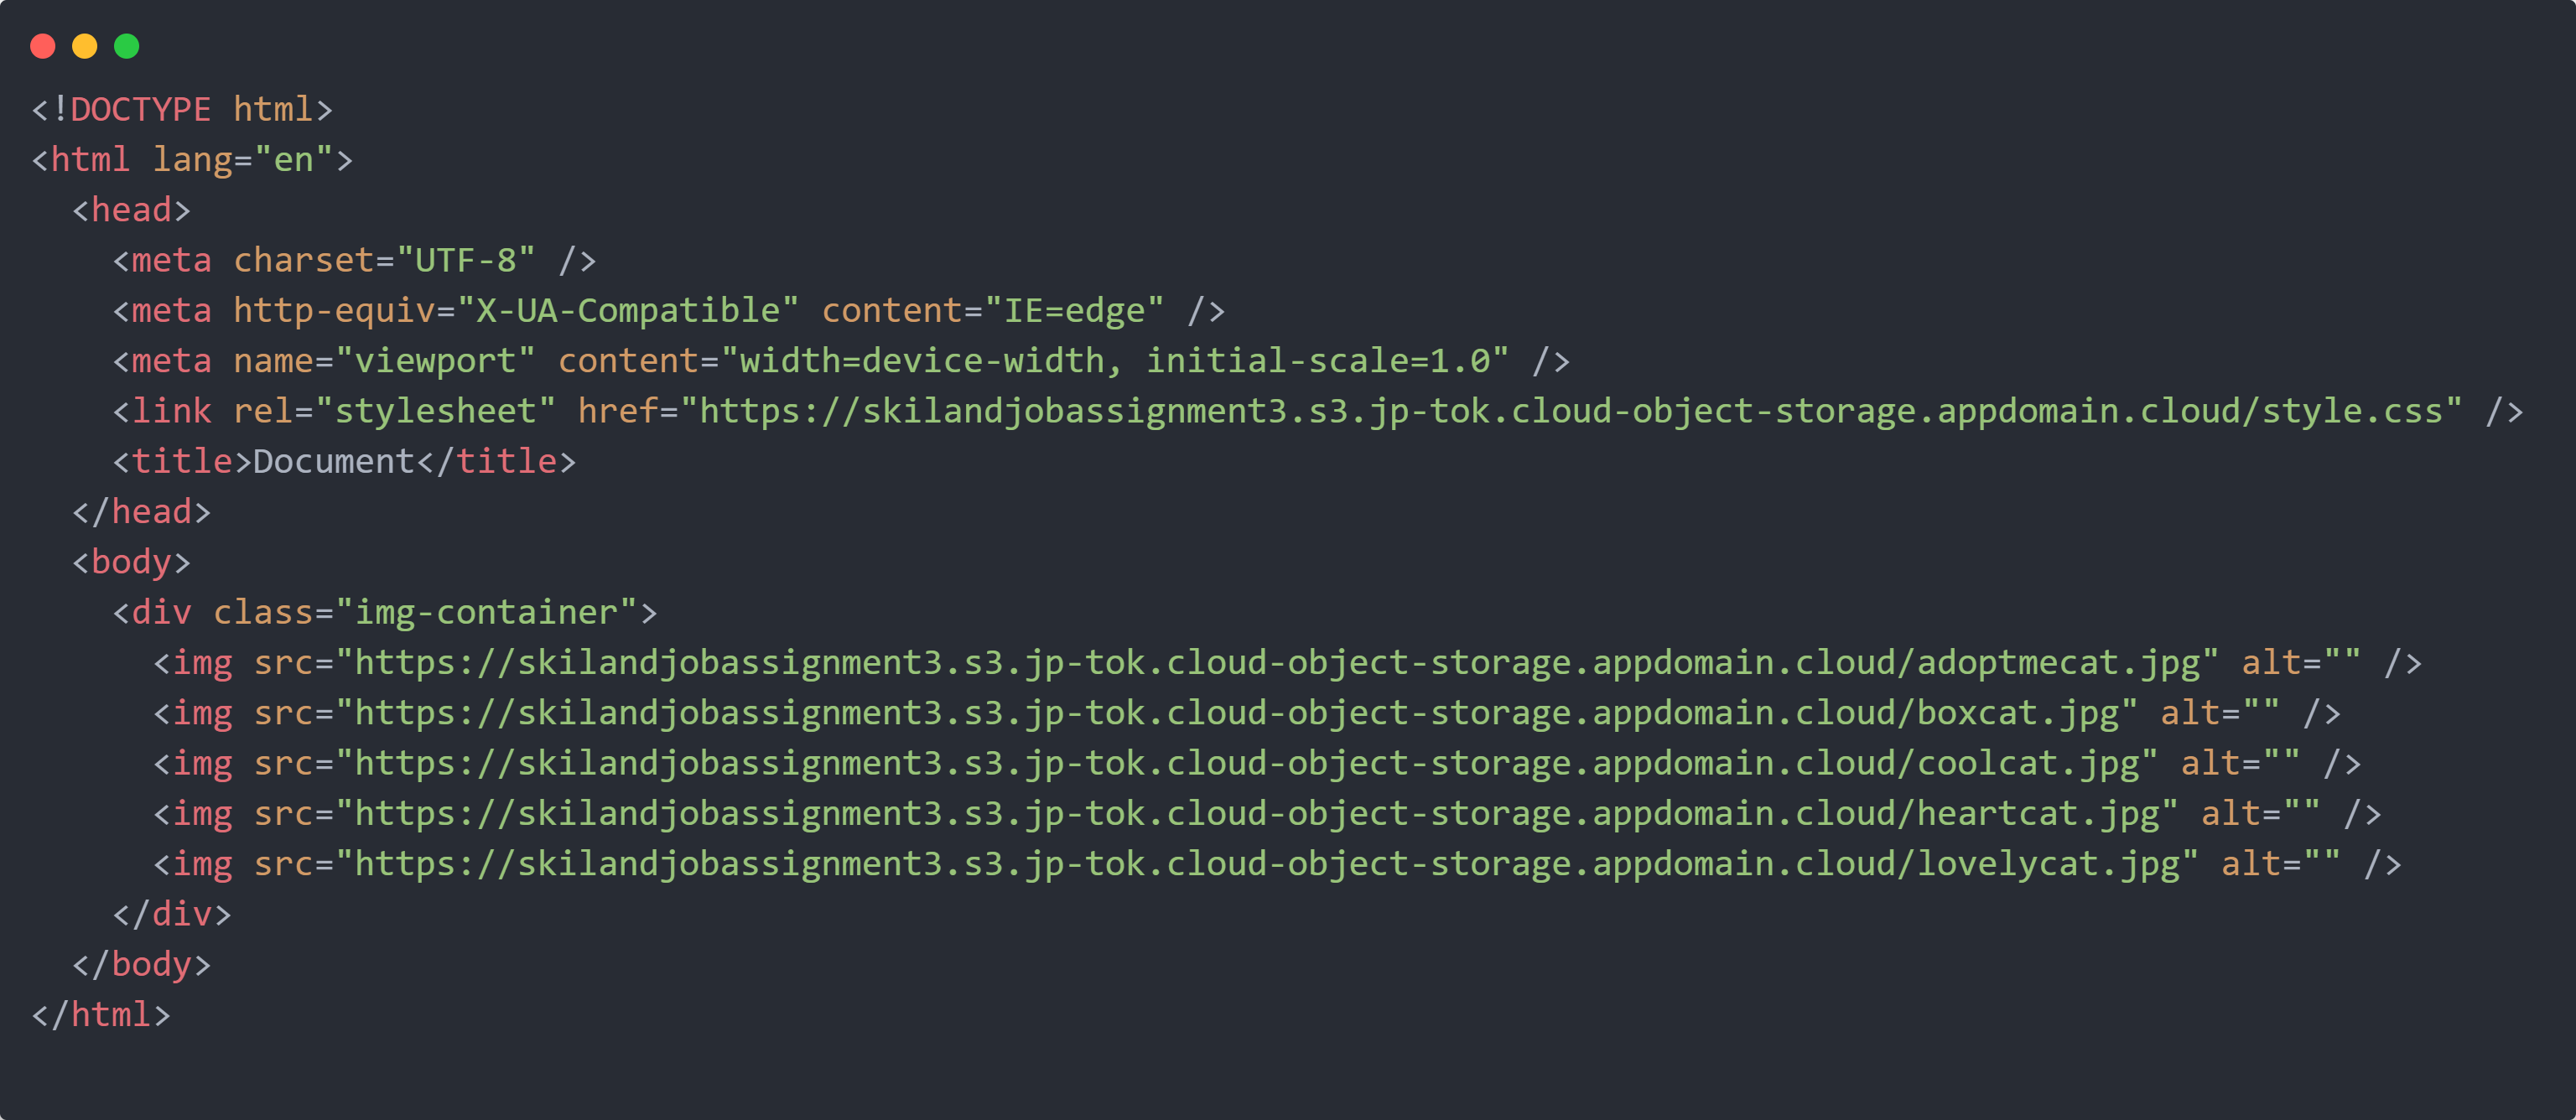 <!DOCTYPE html>
<html lang="en">
  <head>
    <meta charset="UTF-8" />
    <meta http-equiv="X-UA-Compatible" content="IE=edge" />
    <meta name="viewport" content="width=device-width, initial-scale=1.0" />
    <link rel="stylesheet" href="https://skilandjobassignment3.s3.jp-tok.cloud-object-storage.appdomain.cloud/style.css" />
    <title>Document</title>
  </head>
  <body>
    <div class="img-container">
      <img src="https://skilandjobassignment3.s3.jp-tok.cloud-object-storage.appdomain.cloud/adoptmecat.jpg" alt="" />
      <img src="https://skilandjobassignment3.s3.jp-tok.cloud-object-storage.appdomain.cloud/boxcat.jpg" alt="" />
      <img src="https://skilandjobassignment3.s3.jp-tok.cloud-object-storage.appdomain.cloud/coolcat.jpg" alt="" />
      <img src="https://skilandjobassignment3.s3.jp-tok.cloud-object-storage.appdomain.cloud/heartcat.jpg" alt="" />
      <img src="https://skilandjobassignment3.s3.jp-tok.cloud-object-storage.appdomain.cloud/lovelycat.jpg" alt="" />
    </div>
  </body>
</html>